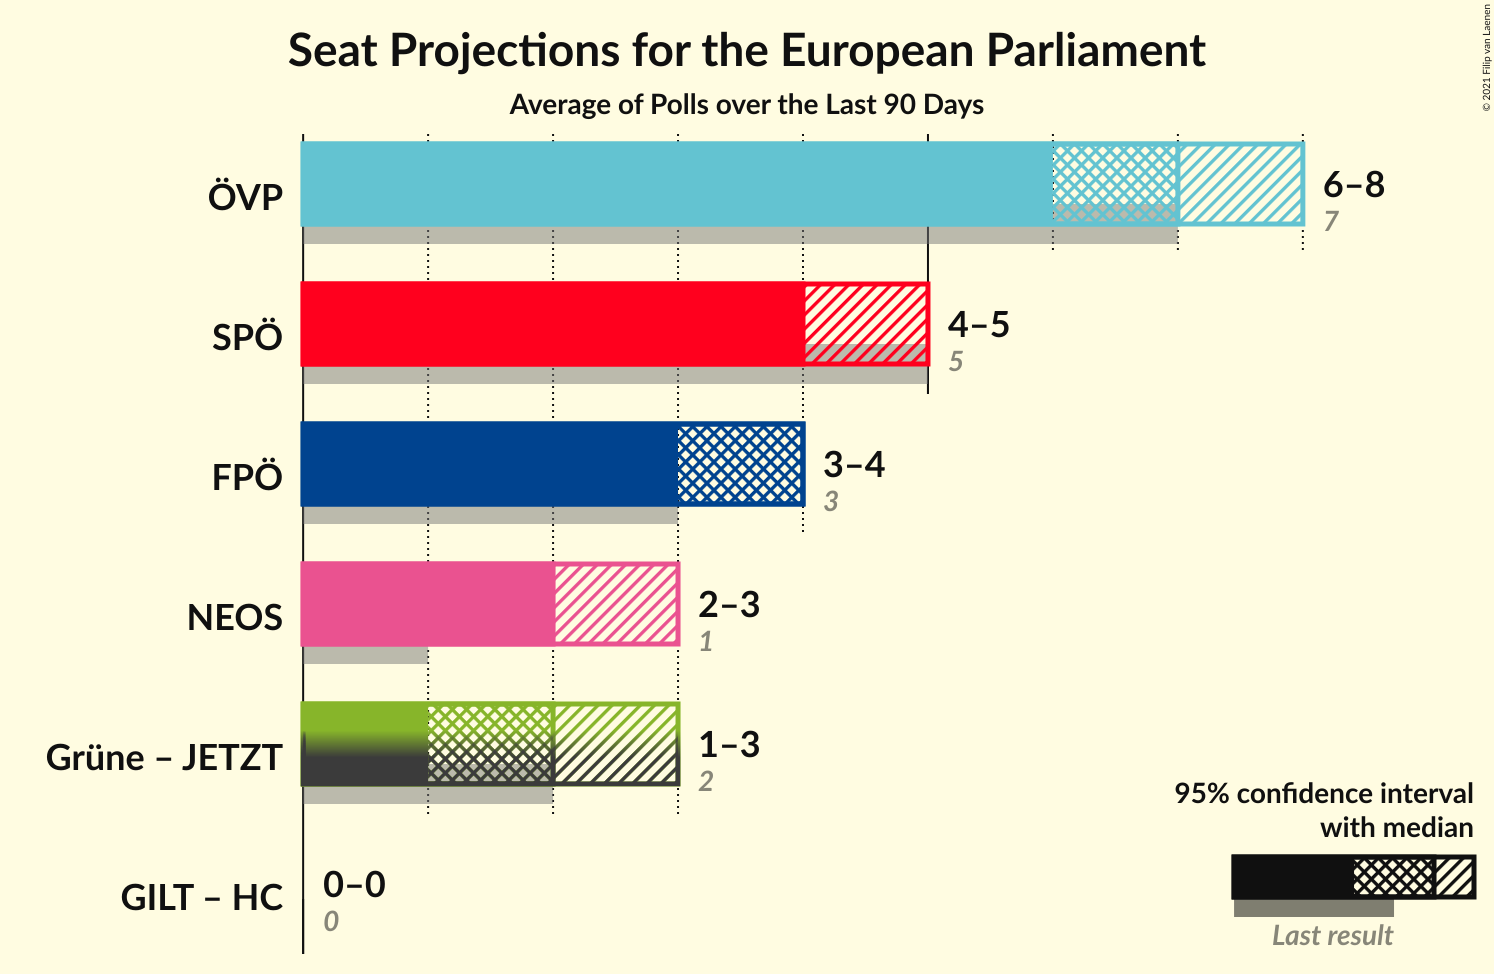 Seat Projections for the European Parliament
Average of Polls over the Last 90 Days
© 2021 Filip van Laenen
ÖVP
6–8
7
SPÖ
4–5
5
FPÖ
3–4
3
NEOS
2–3
1
Grüne – JETZT
1–3
2
GILT – HC
0–0
0
95% confidence interval
with median
Last result